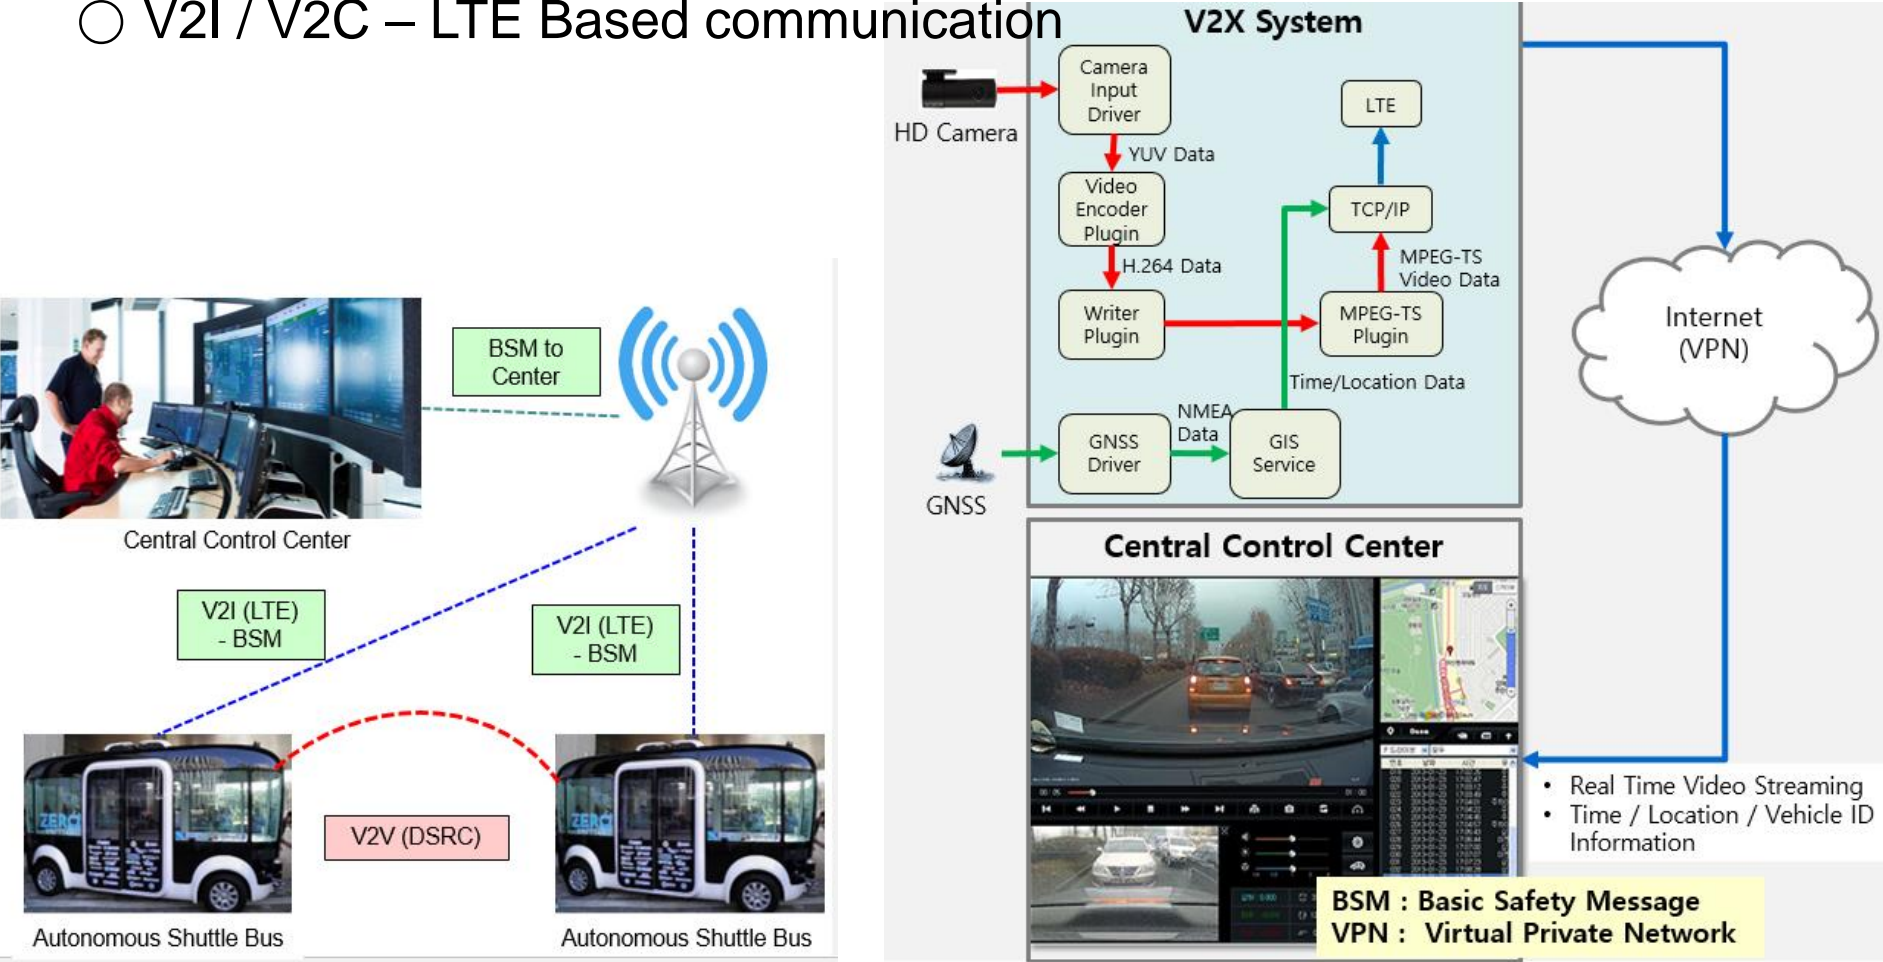 ○ V2I / V2C – LTE Based communication
BSM to
Center
Central Control Center
V2I (LTE)
- BSM
V2I (LTE)
- BSM
V2V (DSRC)
ZERO
ZERO
Autonomous Shuttle Bus
Autonomous Shuttle Bus
V2X System
HD Camera
Camera
Input
Driver
YUV Data
Video
Encoder
Plugin
H.264 Data
Writer
Plugin
LTE
TCP/IP
MPEG-TS
Video Data
MPEG-TS
Plugin
Time/Location Data
GNSS
GNSS
Driver
NMEA
Data
GIS
Service
Internet
(VPN)
Central Control Center
• Real Time Video Streaming
• Time / Location / Vehicle ID
Information
BSM : Basic Safety Message
VPN : Virtual Private Network